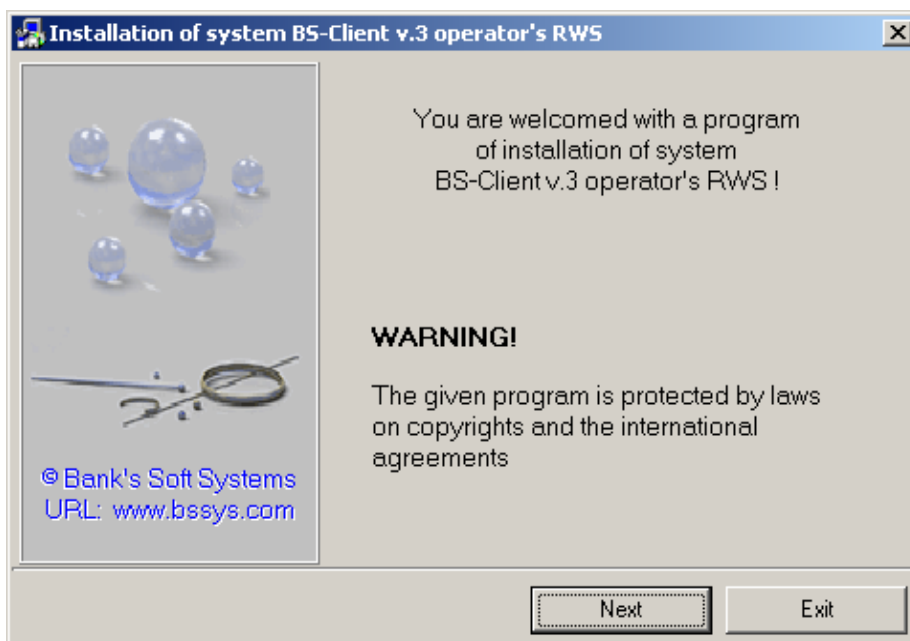 Installation of system BS-Client v.3 operator's RWS
You are welcomed with a program
of installation of system
BS-Client v.3 operator's RWS !
WARNING!
The given program is protected by laws
on copyrights and the international
agreements
© Bank's Soft Systems
URL: www.bssys.com
Next
Exit